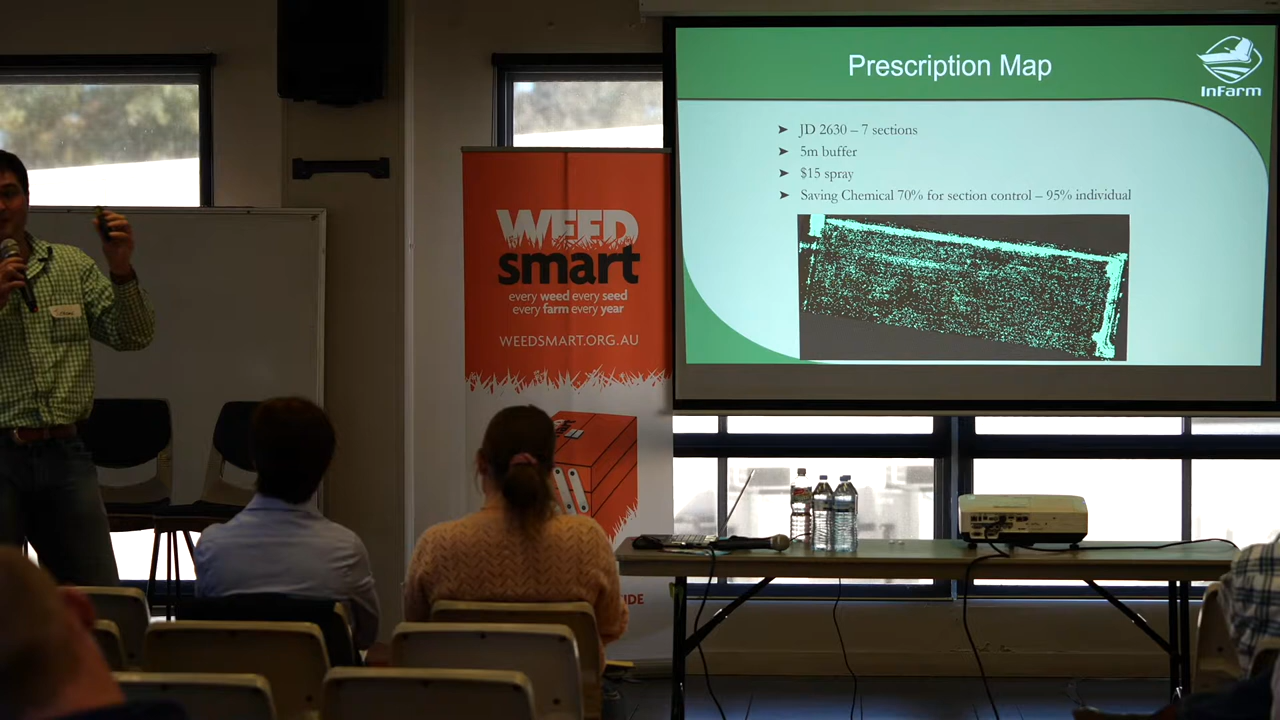 Prescription Map
InFarm
➤ JD 2630 – 7 sections
➤ 5m buffer
➤ $15 spray
➤ Saving Chemical 70% for section control – 95% individual
WEED
smart
every weed every seed
every farm every year
WEEDSMART.ORG.AU